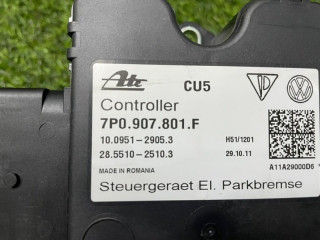 Ate CU5
Controller
7P0.907.801.F
10.0951-2905.3 H51/1201
28.5510-2510.3 29.10.11
MADE IN ROMANIA A11A29000D6
Steuergeraet El. Parkbremse